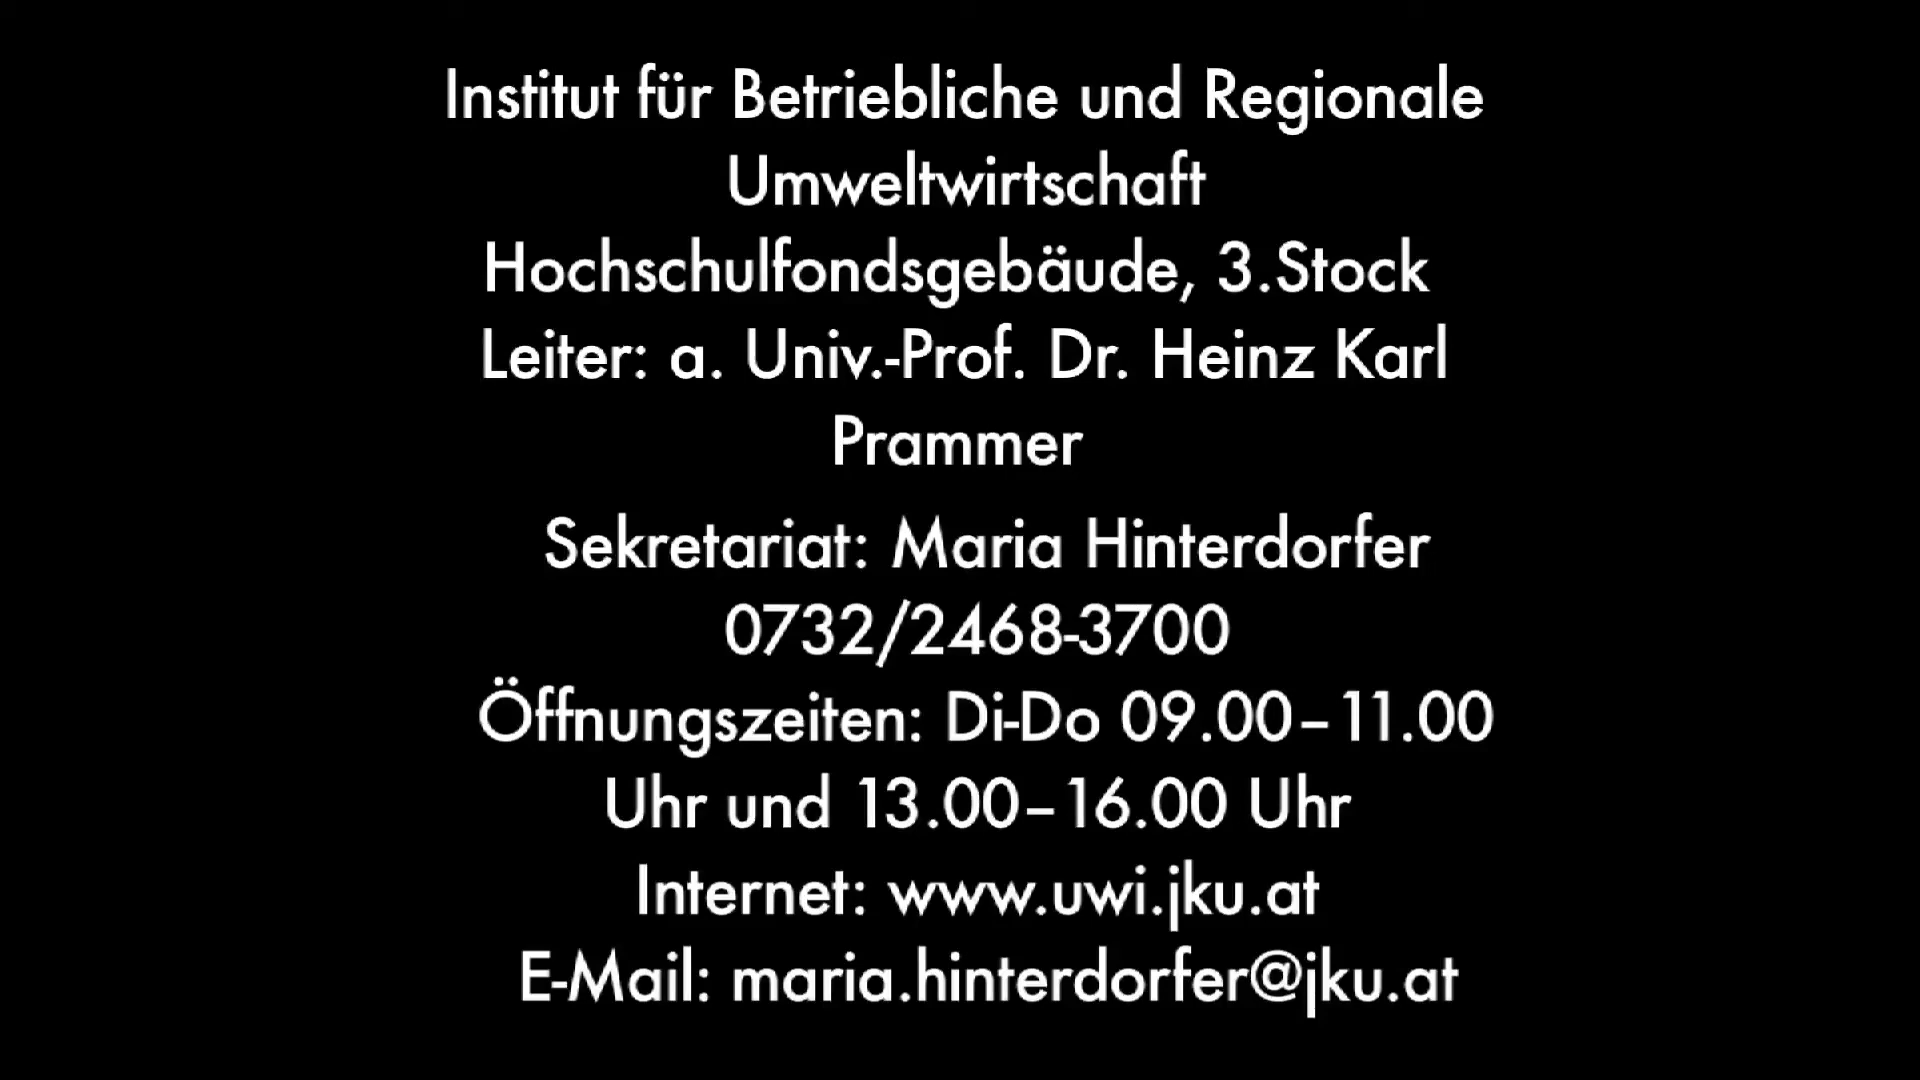 Institut für Betriebliche und Regionale
Umweltwirtschaft
Hochschulfondsgebäude, 3.Stock
Leiter: a. Univ.-Prof. Dr. Heinz Karl
Prammer
Sekretariat: Maria Hinterdorfer
0732/2468-3700
Öffnungszeiten: Di-Do 09.00–11.00
Uhr und 13.00–16.00 Uhr
Internet: www.uwi.jku.at
E-Mail: maria.hinterdorfer@jku.at